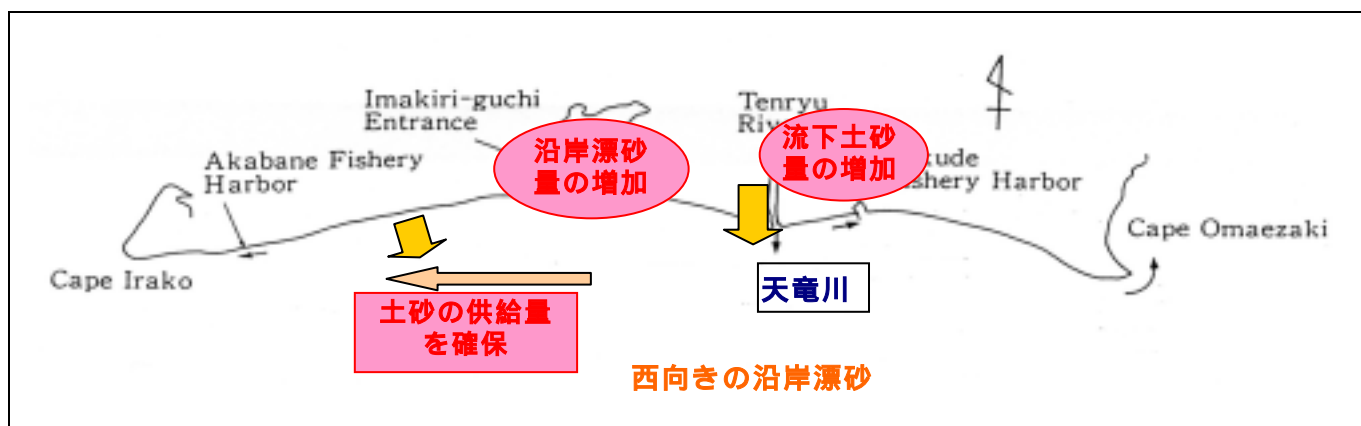 Imakiri-guchi
Entrance
Akabane Fishery
Harbor
沿岸漂砂
量の増加
Tenryu
流下土砂
量の増加
Harbor
Cape Omaezaki
Cape Irako
天竜川
土砂の供給量
を確保
西向きの沿岸漂砂